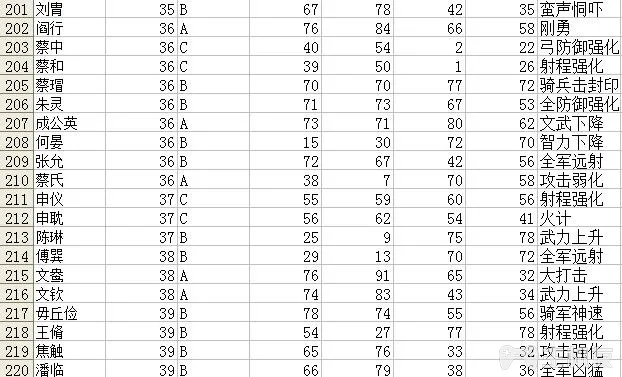 201 刘胄 35 B 67 78 42 35 蛮声恫吓
202 阎行 36 A 76 84 66 58 刚勇
203 蔡中 36 C 40 54 2 22 弓防御强化
204 蔡和 36 C 39 50 1 26 射程强化
205 蔡瑁 36 B 70 70 77 72 骑兵击封印
206 朱灵 36 B 71 73 67 53 全防御强化
207 成公英 36 A 73 71 80 62 文武下降
208 何晏 36 B 15 30 72 70 智力下降
209 张允 36 B 72 67 42 56 全军远射
210 蔡氏 36 A 38 7 70 58 攻击弱化
211 申仪 37 C 55 59 60 56 射程强化
212 申耽 37 C 56 62 54 41 火计
213 陈琳 37 B 25 9 75 78 武力上升
214 傅巽 38 B 29 13 70 72 全军远射
215 文鸯 38 A 76 91 65 32 大打击
216 文钦 38 A 74 83 43 34 武力上升
217 毋丘俭 39 B 78 74 55 56 骑军神速
218 王脩 39 B 54 27 77 78 射程强化
219 焦触 39 B 65 76 33 32 攻击强化
220 潘临 39 B 66 79 38 36 全军凶猛